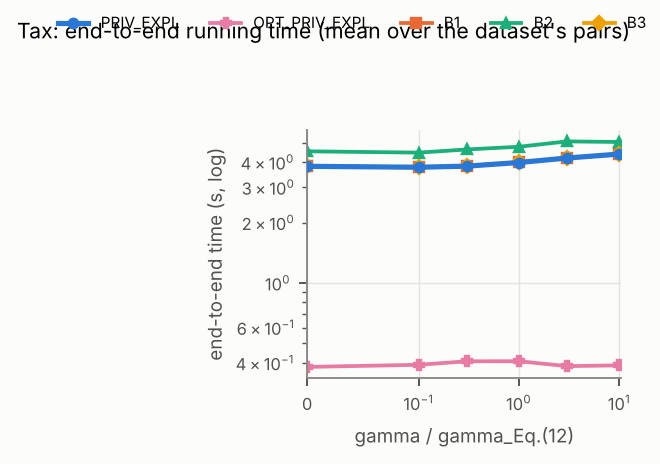 PRIV_EXPL OPT_PRIV_EXPL B1 B2 B3
Tax: end-to-end running time (mean over the dataset's pairs)
end-to-end time (s, log)
4 × 10⁰
3 × 10⁰
2 × 10⁰
10⁰
6 × 10⁻¹
4 × 10⁻¹
0 10⁻¹ 10⁰ 10¹
gamma / gamma_Eq.(12)